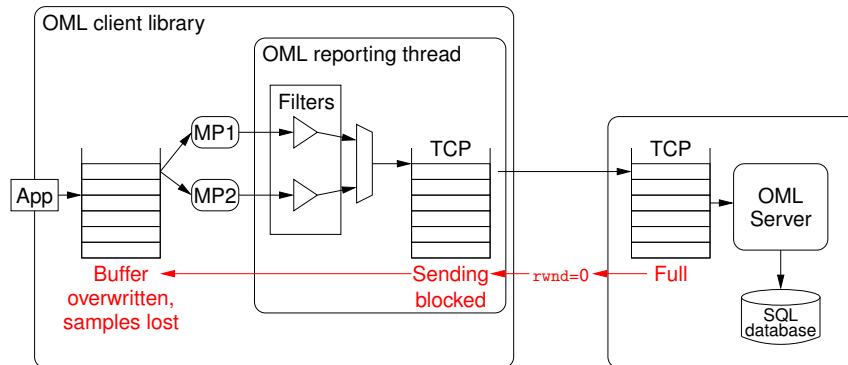 OML client library
OML reporting thread
Filters
MP1
MP2
App
TCP
TCP
OML
Server
Buffer
overwritten,
samples lost
Sending
blocked
rwnd=0
Full
SQL
database